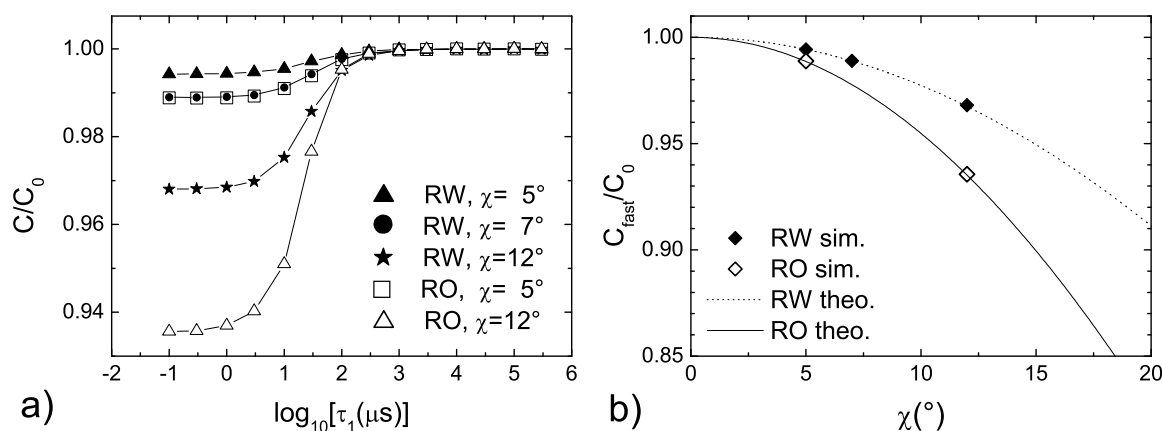 1.00
0.98
0.96
0.94
C/C0
RW, χ= 5°
RW, χ= 7°
RW, χ=12°
RO, χ= 5°
RO, χ=12°
-2 -1 0 1 2 3 4 5 6
log10[τ1(μs)]
a)
1.00
0.95
0.90
0.85
Cfast/C0
RW sim.
RO sim.
RW theo.
RO theo.
0 5 10 15 20
χ(°)
b)